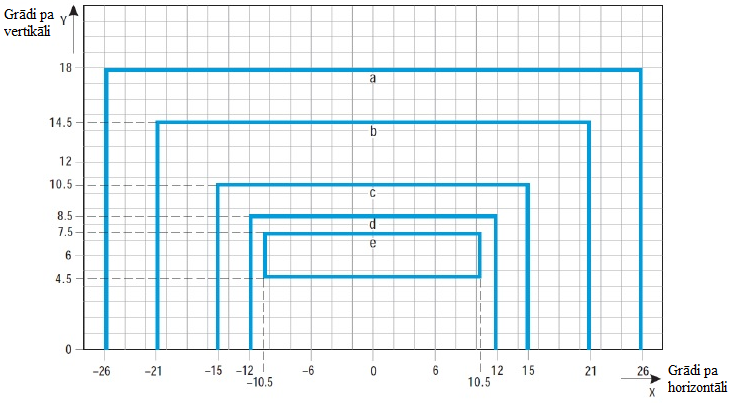 Grādi pa
vertikāli
Y
18
a
14.5
b
12
10.5
c
8.5
d
7.5
e
6
4.5
0
−26 −21 −15 −12 −6 0 6 12 15 21 26
−10.5 10.5
Grādi pa
horizontāli
X